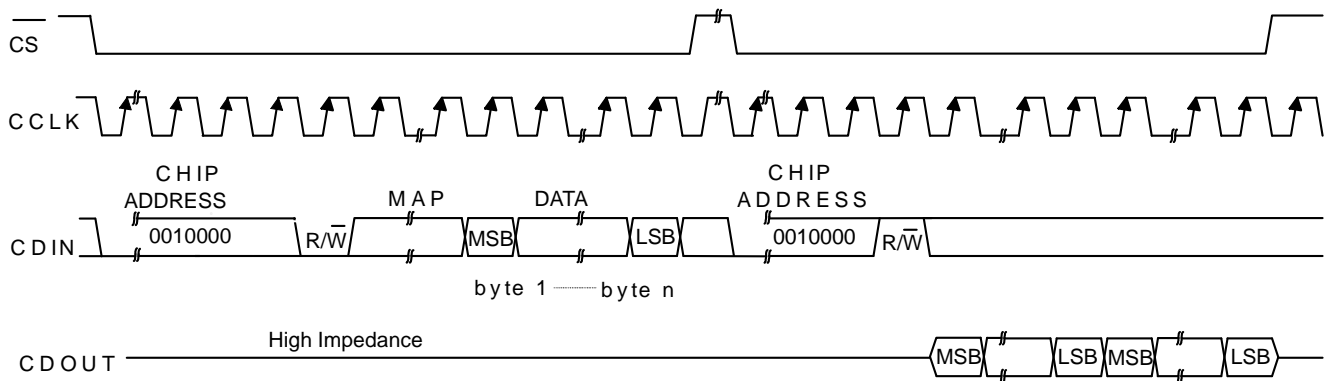 CS
CCLK
CHIP CHIP
ADDRESS MAP DATA ADDRESS
CDIN 0010000 R/W MSB LSB 0010000 R/W
byte 1 byte n
High Impedance
CDOUT MSB LSB MSB LSB